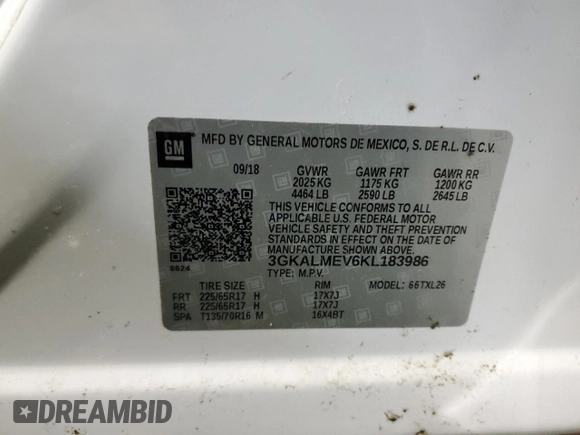 GM
MFD BY GENERAL MOTORS DE MEXICO, S. DE R.L. DE C.V.
09/18 GVWR GAWR FRT GAWR RR
2025 KG 1175 KG 1200 KG
4464 LB 2590 LB 2645 LB
THIS VEHICLE CONFORMS TO ALL
APPLICABLE U.S. FEDERAL MOTOR
VEHICLE SAFETY AND THEFT PREVENTION
STANDARDS IN EFFECT ON THE DATE OF
MANUFACTURE SHOWN ABOVE.
3GKALMEV6KL183986
8624 TYPE: M.P.V. MODEL: 66TXL26
TIRE SIZE RIM
FRT 225/65R17 H 17X7J
RR 225/65R17 H 17X7J
SPA T135/70R16 M 16X4BT
DREAMBID